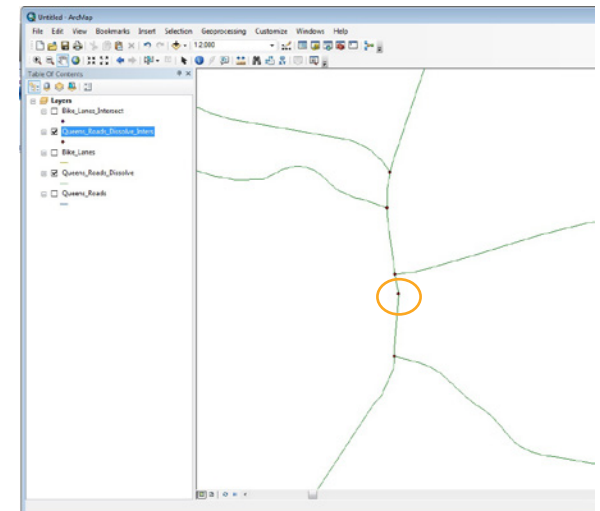 Untitled - ArcMap
File Edit View Bookmarks Insert Selection Geoprocessing Customize Windows Help
1:2,000
Table Of Contents
Layers
Bike_Lanes_Intersect
Queens_Roads_Dissolve_Inters
Bike_Lanes
Queens_Roads_Dissolve
Queens_Roads